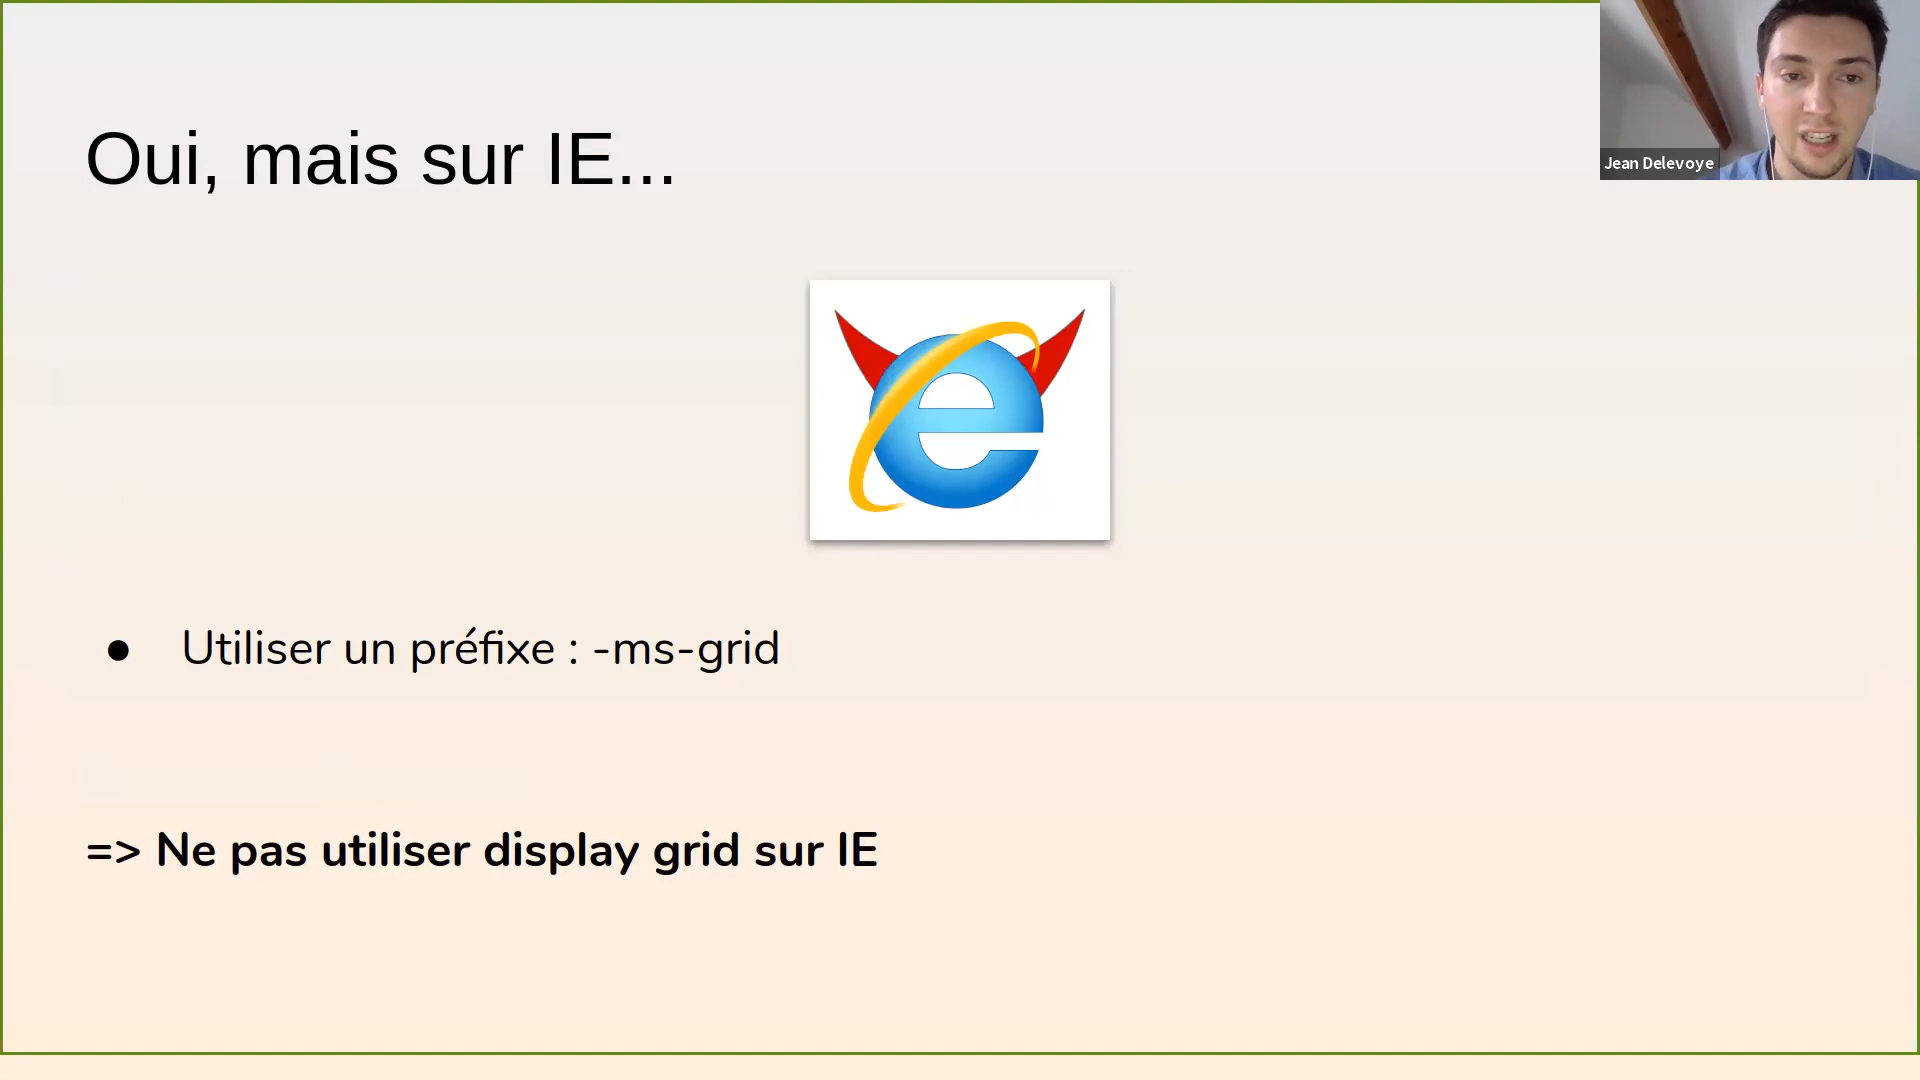 Oui, mais sur IE...
Jean Delevoye
● Utiliser un préfixe : -ms-grid
=> Ne pas utiliser display grid sur IE